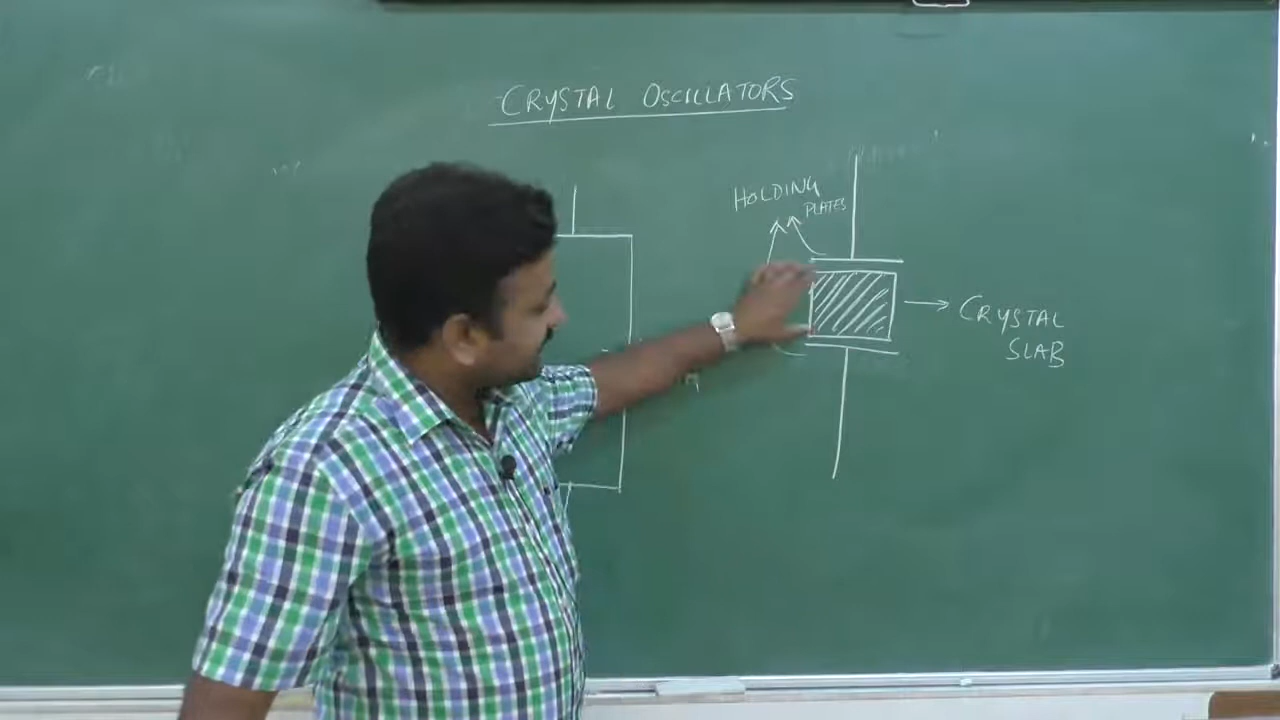 CRYSTAL OSCILLATORS
HOLDING
PLATES
CRYSTAL
SLAB